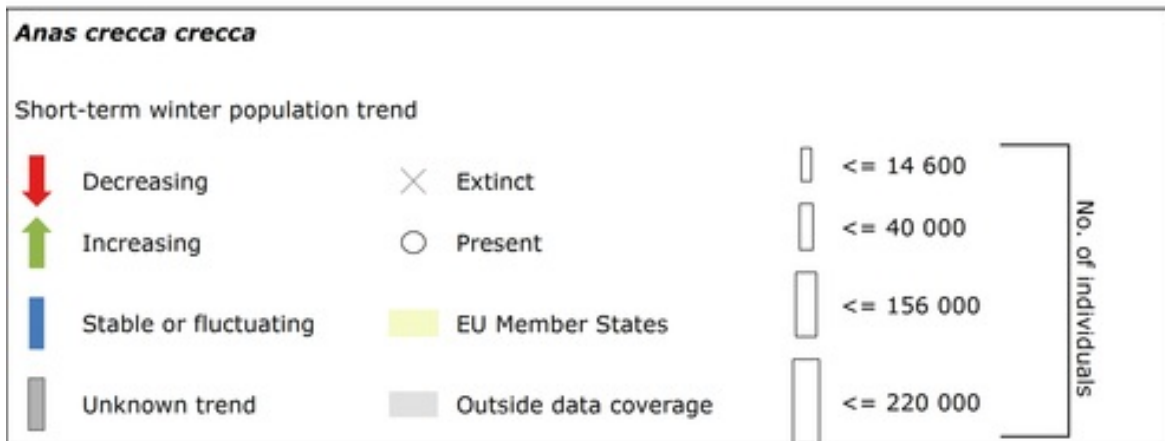 Anas crecca crecca
Short-term winter population trend
Decreasing
Increasing
Stable or fluctuating
Unknown trend
Extinct
Present
EU Member States
Outside data coverage
<= 14 600
<= 40 000
<= 156 000
<= 220 000
No. of individuals